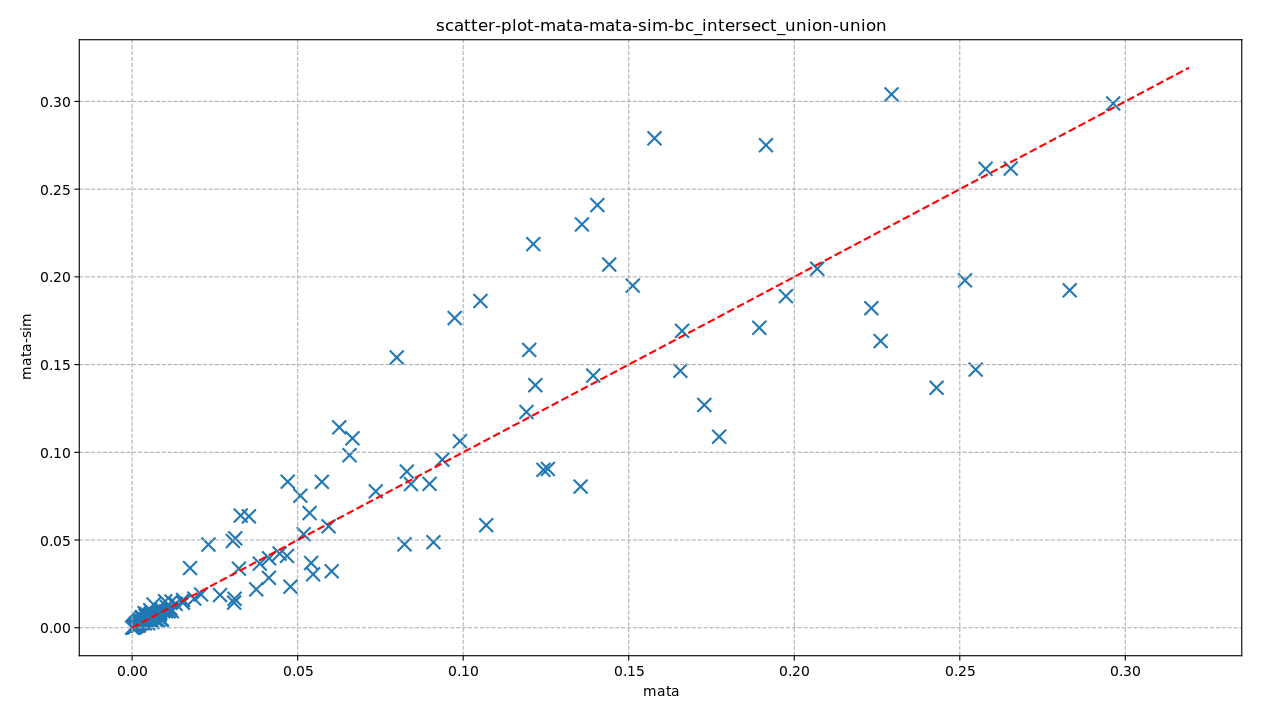 scatter-plot-mata-mata-sim-bc_intersect_union-union
0.30
0.25
0.20
0.15
0.10
0.05
0.00
mata-sim
0.00 0.05 0.10 0.15 0.20 0.25 0.30
mata